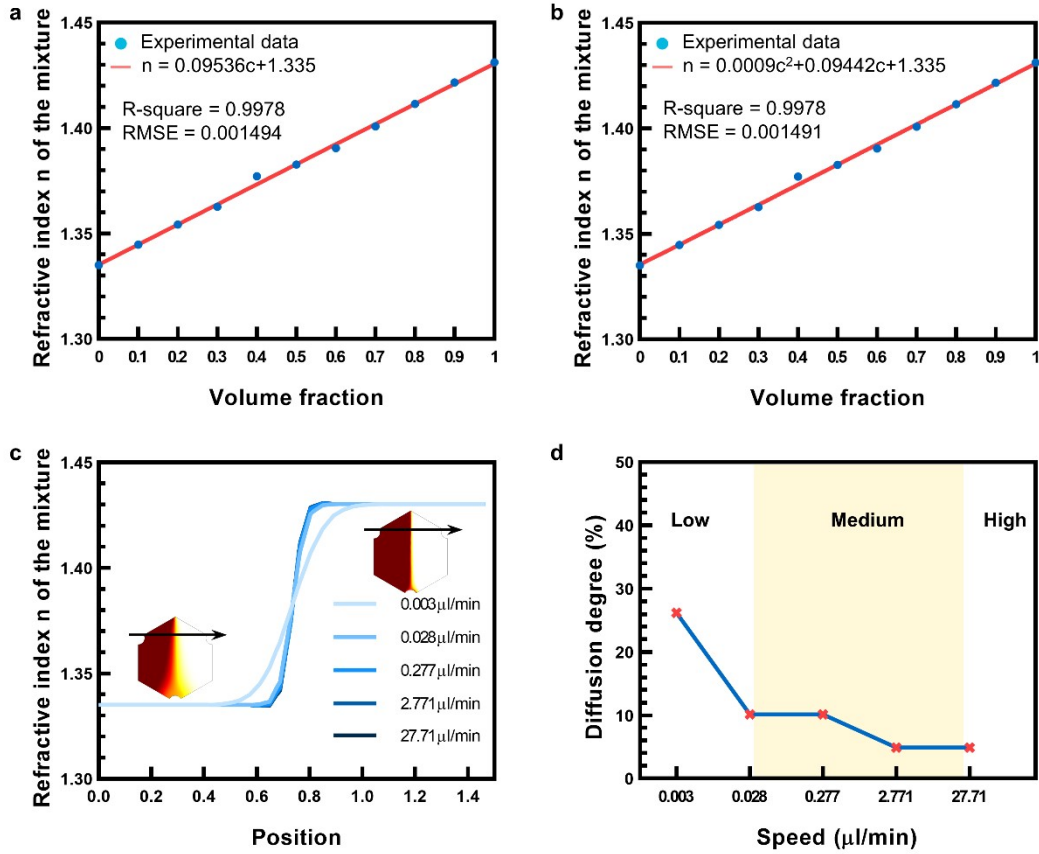 a
1.45
1.40
1.35
1.30
Refractive index n of the mixture
Experimental data
n = 0.09536c+1.335
R-square = 0.9978
RMSE = 0.001494
0 0.1 0.2 0.3 0.4 0.5 0.6 0.7 0.8 0.9 1
Volume fraction
b
1.45
1.40
1.35
1.30
Refractive index n of the mixture
Experimental data
n = 0.0009c²+0.09442c+1.335
R-square = 0.9978
RMSE = 0.001491
0 0.1 0.2 0.3 0.4 0.5 0.6 0.7 0.8 0.9 1
Volume fraction
c
1.45
1.40
1.35
1.30
Refractive index n of the mixture
0.003μl/min
0.028μl/min
0.277μl/min
2.771μl/min
27.71μl/min
0.0 0.2 0.4 0.6 0.8 1.0 1.2 1.4
Position
d
50
40
30
20
10
0
Diffusion degree (%)
Low Medium High
0.003 0.028 0.277 2.771 27.71
Speed (μl/min)